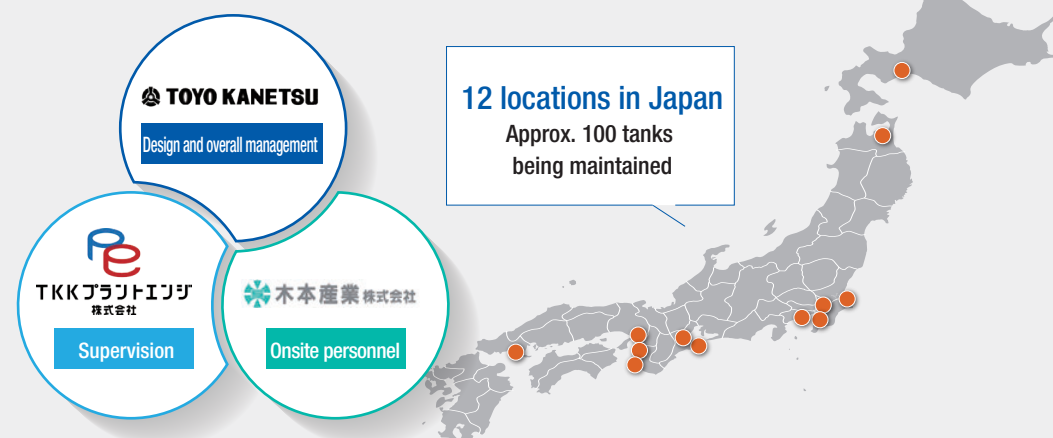 TOYO KANETSU
Design and overall management
TKKプラントエンジ
株式会社
Supervision
木本産業 株式会社
Onsite personnel
12 locations in Japan
Approx. 100 tanks
being maintained